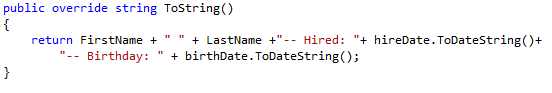 public override string ToString()
{
    return FirstName + " " + LastName +"-- Hired: "+ hireDate.ToDateString()+
        "-- Birthday: " + birthDate.ToDateString();
}